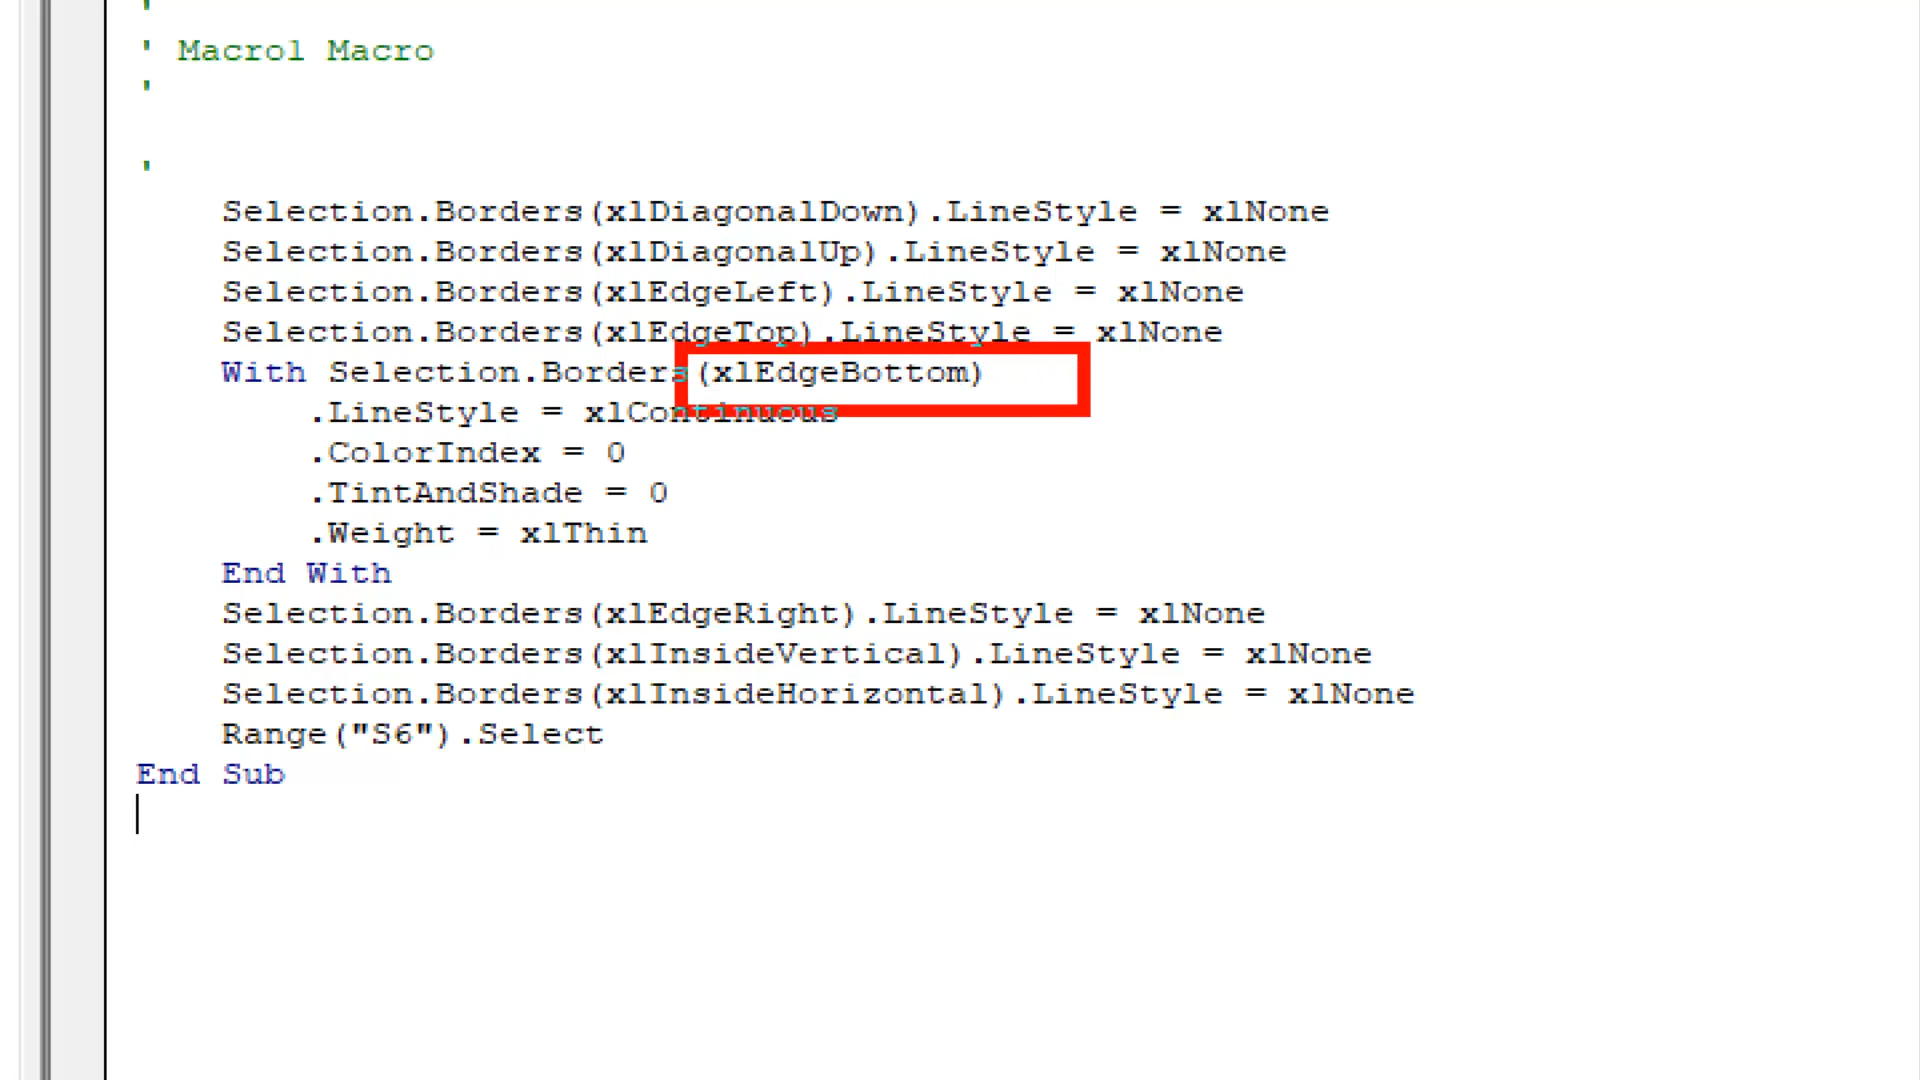 '
' Macro1 Macro
'
'
Selection.Borders(xlDiagonalDown).LineStyle = xlNone
Selection.Borders(xlDiagonalUp).LineStyle = xlNone
Selection.Borders(xlEdgeLeft).LineStyle = xlNone
Selection.Borders(xlEdgeTop).LineStyle = xlNone
With Selection.Borders(xlEdgeBottom)
.LineStyle = xlContinuous
.ColorIndex = 0
.TintAndShade = 0
.Weight = xlThin
End With
Selection.Borders(xlEdgeRight).LineStyle = xlNone
Selection.Borders(xlInsideVertical).LineStyle = xlNone
Selection.Borders(xlInsideHorizontal).LineStyle = xlNone
Range("S6").Select
End Sub